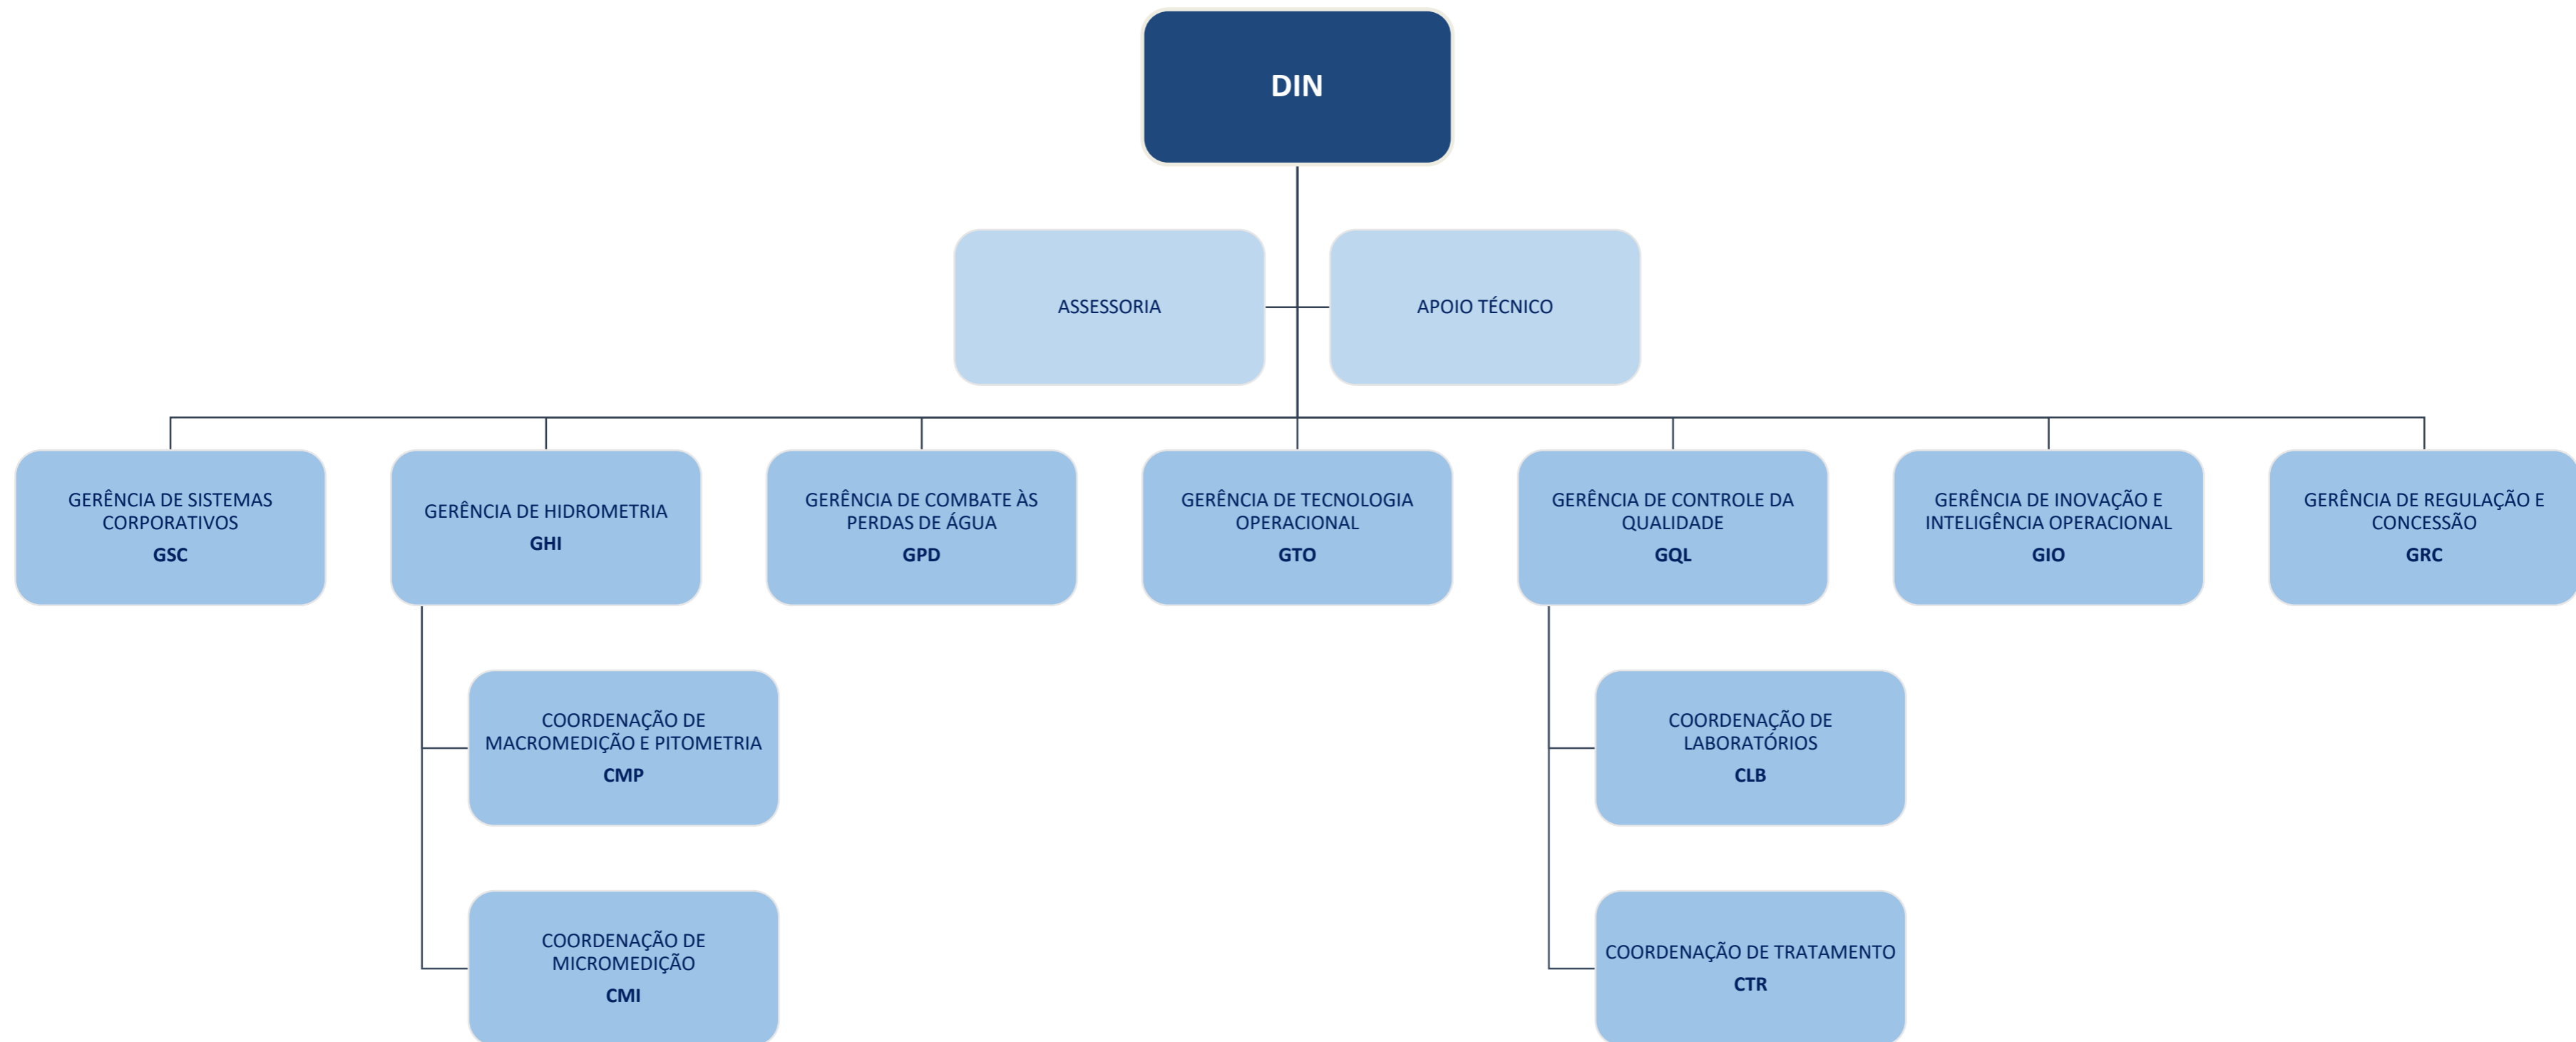 DIN
ASSESSORIA
APOIO TÉCNICO
GERÊNCIA DE SISTEMAS
CORPORATIVOS
GSC
GERÊNCIA DE HIDROMETRIA
GHI
GERÊNCIA DE COMBATE ÀS
PERDAS DE ÁGUA
GPD
GERÊNCIA DE TECNOLOGIA
OPERACIONAL
GTO
GERÊNCIA DE CONTROLE DA
QUALIDADE
GQL
GERÊNCIA DE INOVAÇÃO E
INTELIGÊNCIA OPERACIONAL
GIO
GERÊNCIA DE REGULAÇÃO E
CONCESSÃO
GRC
COORDENAÇÃO DE
MACROMEDIÇÃO E PITOMETRIA
CMP
COORDENAÇÃO DE
LABORATÓRIOS
CLB
COORDENAÇÃO DE
MICROMEDIÇÃO
CMI
COORDENAÇÃO DE TRATAMENTO
CTR